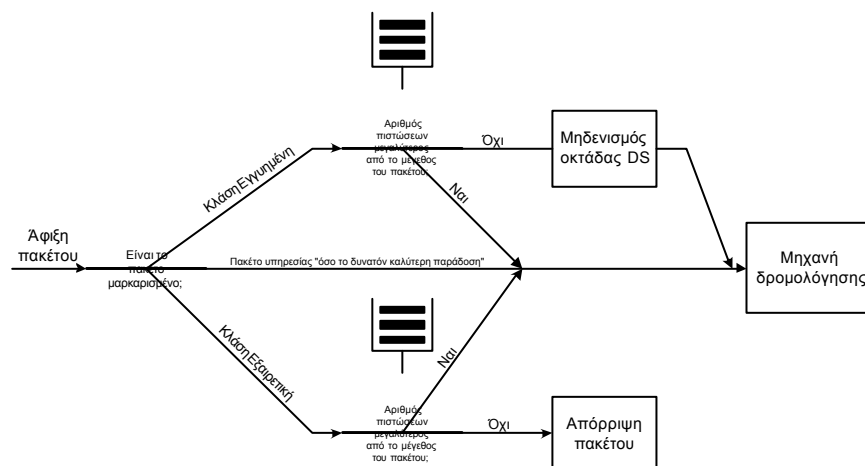 Αριθμός
πιστώσεων
μεγαλύτερος
από το μέγεθος
του πακέτου;
Όχι
Μηδενισμός
οκτάδας DS
Κλάση Εγγυημένη
Ναι
Άφιξη
πακέτου
Είναι το
πακέτο
μαρκαρισμένο;
Πακέτο υπηρεσίας "όσο το δυνατόν καλύτερη παράδοση"
Μηχανή
δρομολόγησης
Κλάση Εξαιρετική
Ναι
Αριθμός
πιστώσεων
μεγαλύτερος
από το μέγεθος
του πακέτου;
Όχι
Απόρριψη
πακέτου